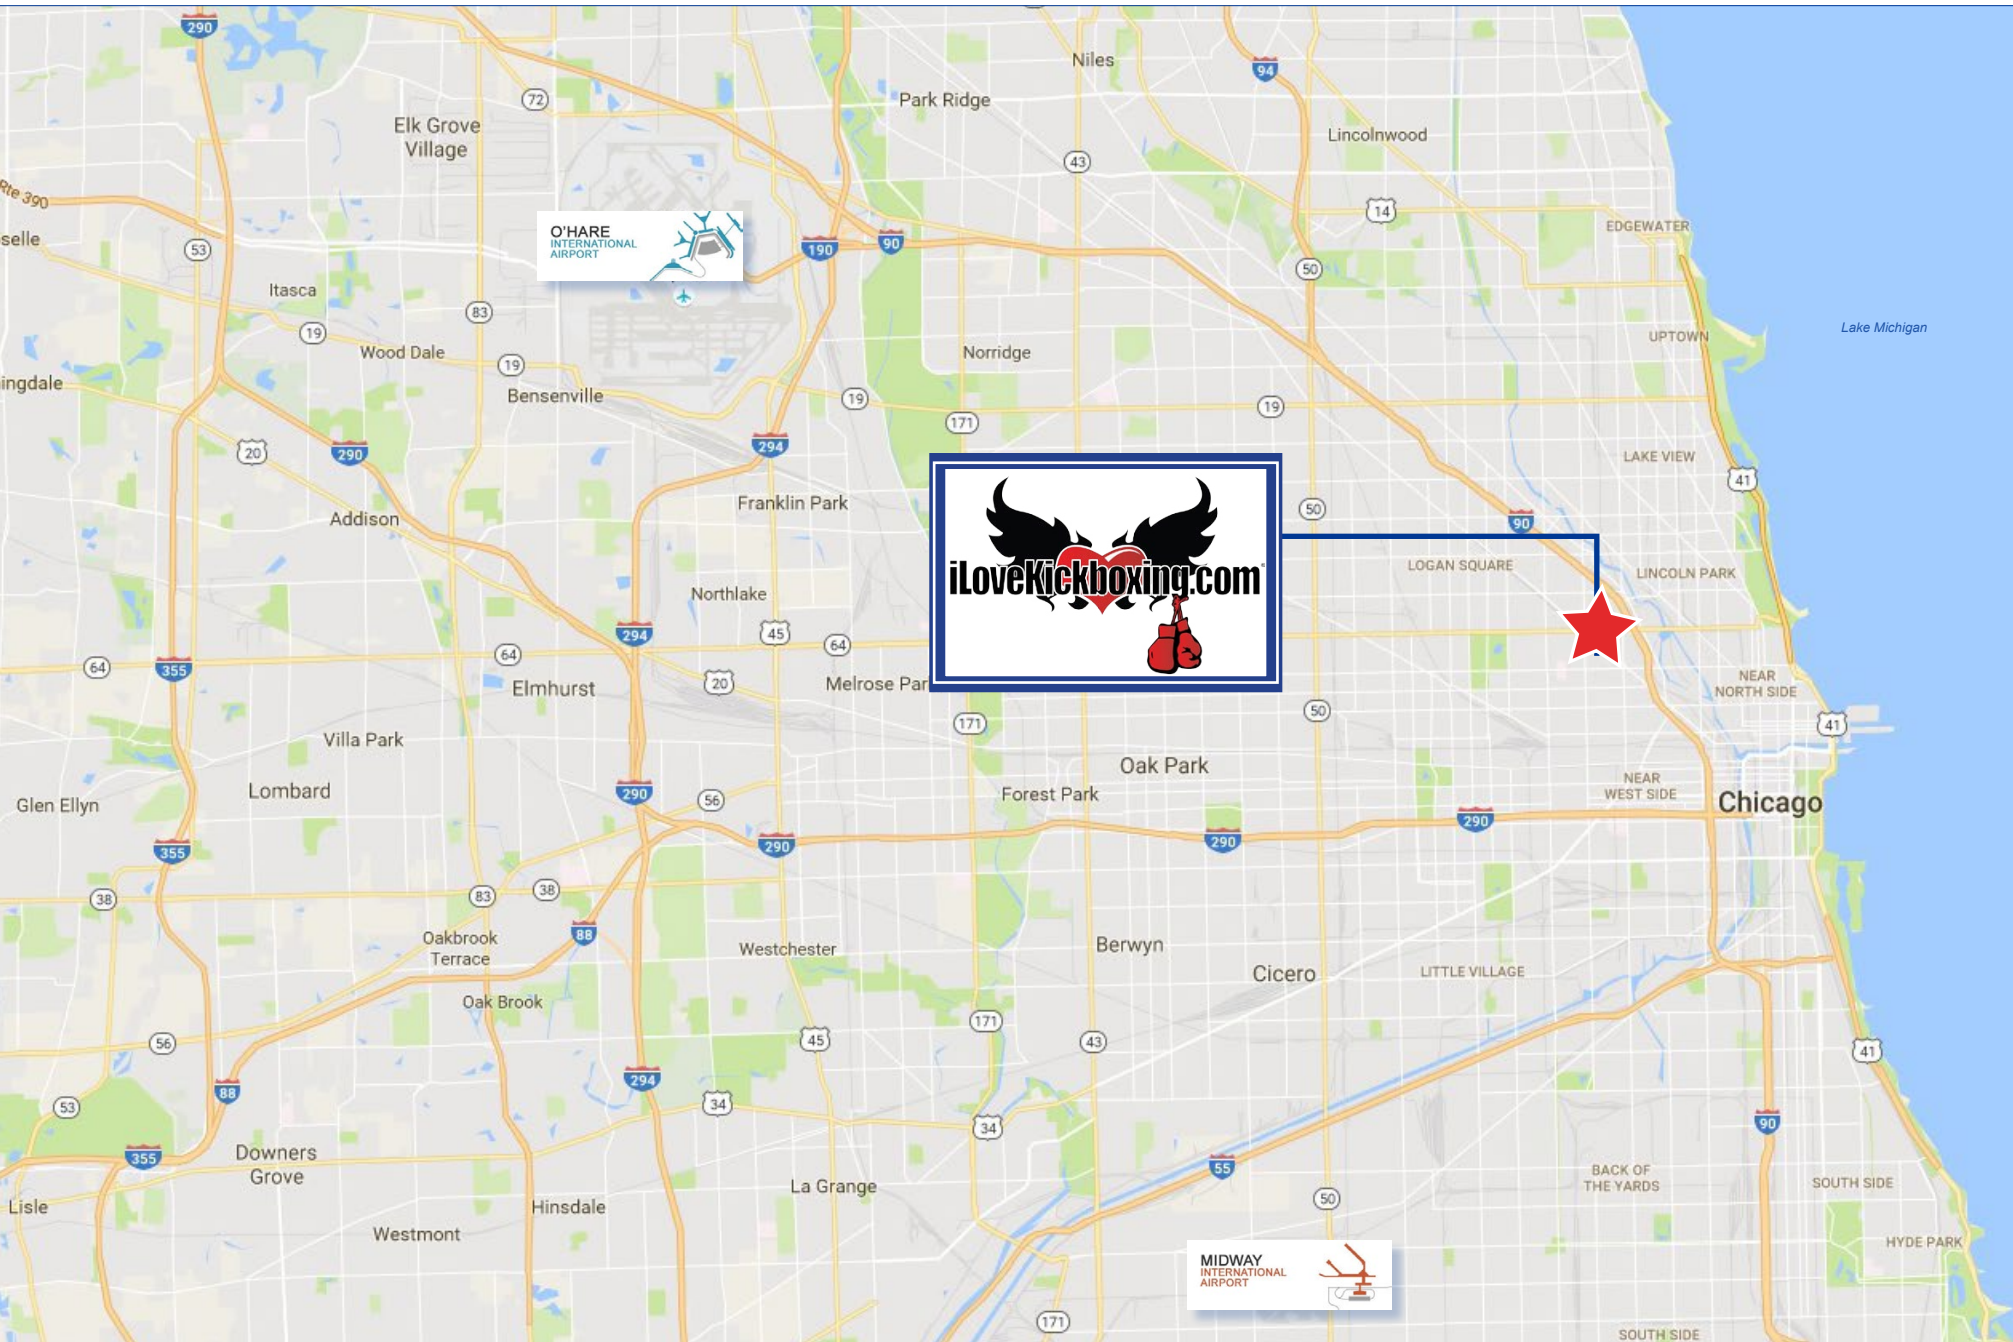 290
94
Niles
72
Park Ridge
Elk Grove
Village
Lincolnwood
43
Rte 390
14
EDGEWATER
O'HARE
INTERNATIONAL
AIRPORT
selle
53
190
90
50
Itasca
83
19
Lake Michigan
UPTOWN
Wood Dale
19
Norridge
ingdale
Bensenville
19
19
171
20
290
294
LAKE VIEW
41
Franklin Park
50
Addison
90
iLoveKickboxing.com
LOGAN SQUARE
LINCOLN PARK
Northlake
294
45
64
64
64
355
20
Elmhurst
Melrose Par
NEAR
NORTH SIDE
50
171
41
Villa Park
Oak Park
Lombard
Glen Ellyn
290
56
Forest Park
NEAR
WEST SIDE
Chicago
290
290
290
355
38
83
38
88
Oakbrook
Terrace
Westchester
Berwyn
Cicero
LITTLE VILLAGE
Oak Brook
171
56
45
43
41
294
88
34
53
34
90
355
Downers
Grove
55
BACK OF
THE YARDS
SOUTH SIDE
La Grange
50
Lisle
Hinsdale
Westmont
HYDE PARK
MIDWAY
INTERNATIONAL
AIRPORT
171
SOUTH SIDE